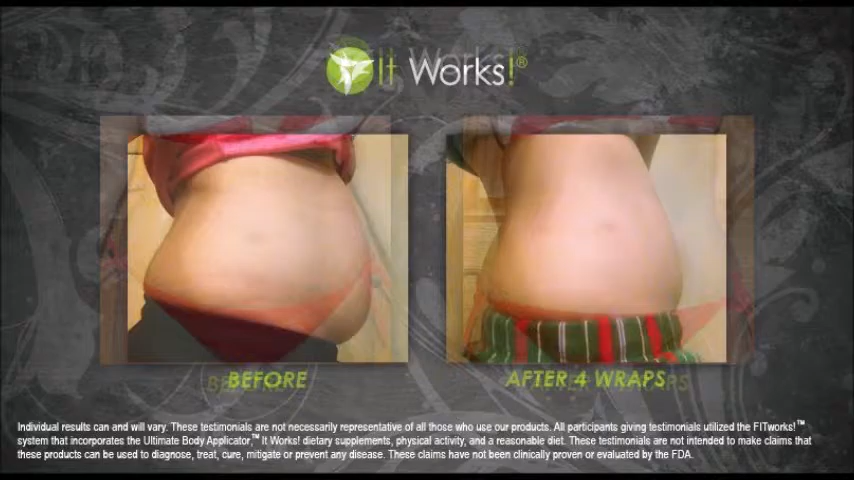 It Works!®
BEFORE
AFTER 4 WRAPS
Individual results can and will vary. These testimonials are not necessarily representative of all those who use our products. All participants giving testimonials utilized the FITworks!™
system that incorporates the Ultimate Body Applicator,™ It Works! dietary supplements, physical activity, and a reasonable diet. These testimonials are not intended to make claims that
these products can be used to diagnose, treat, cure, mitigate or prevent any disease. These claims have not been clinically proven or evaluated by the FDA.